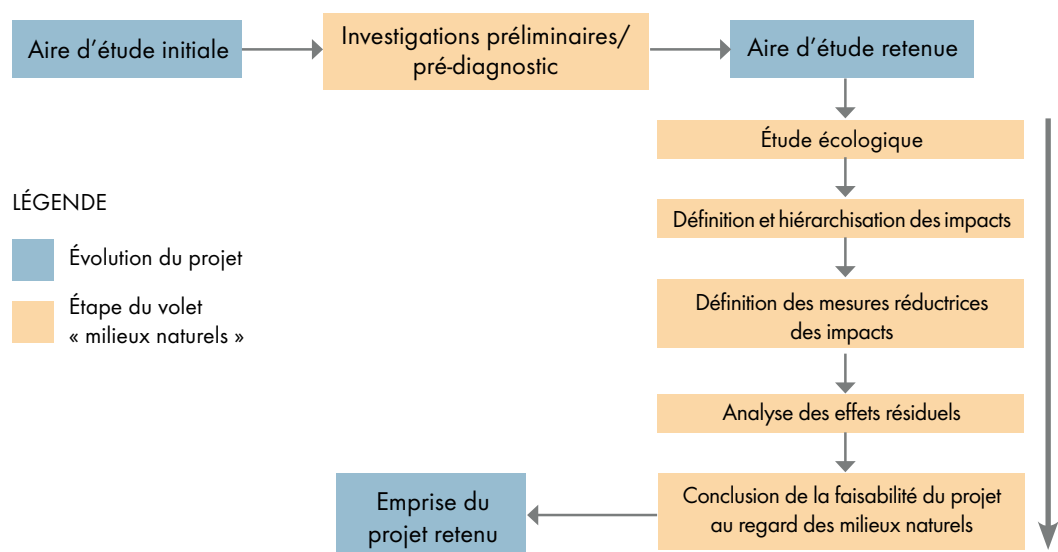 Aire d’étude initiale
Investigations préliminaires/
pré-diagnostic
Aire d’étude retenue
Étude écologique
Définition et hiérarchisation des impacts
Définition des mesures réductrices
des impacts
Analyse des effets résiduels
Conclusion de la faisabilité du projet
au regard des milieux naturels
Emprise du
projet retenu
LÉGENDE
Évolution du projet
Étape du volet
« milieux naturels »